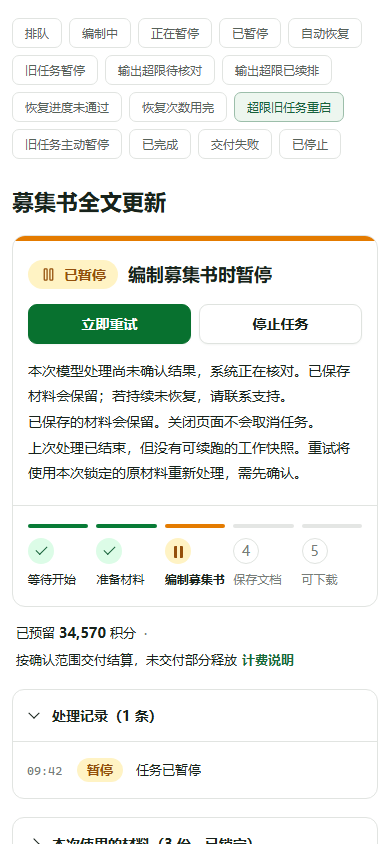 排队 编制中 正在暂停 已暂停 自动恢复
旧任务暂停 输出超限待核对 输出超限已续排
恢复进度未通过 恢复次数用完 超限旧任务重启
旧任务主动暂停 已完成 交付失败 已停止
募集书全文更新
已暂停 编制募集书时暂停
立即重试 停止任务
本次模型处理尚未确认结果，系统正在核对。已保存
材料会保留；若持续未恢复，请联系支持。
已保存的材料会保留。关闭页面不会取消任务。
上次处理已结束，但没有可续跑的工作快照。重试将
使用本次锁定的原材料重新处理，需先确认。
4 5
等待开始 准备材料 编制募集书 保存文档 可下载
已预留 34,570 积分 ·
按确认范围交付结算，未交付部分释放 计费说明
处理记录（1 条）
09:42 暂停 任务已暂停
本次使用的材料（3 份，已锁定）